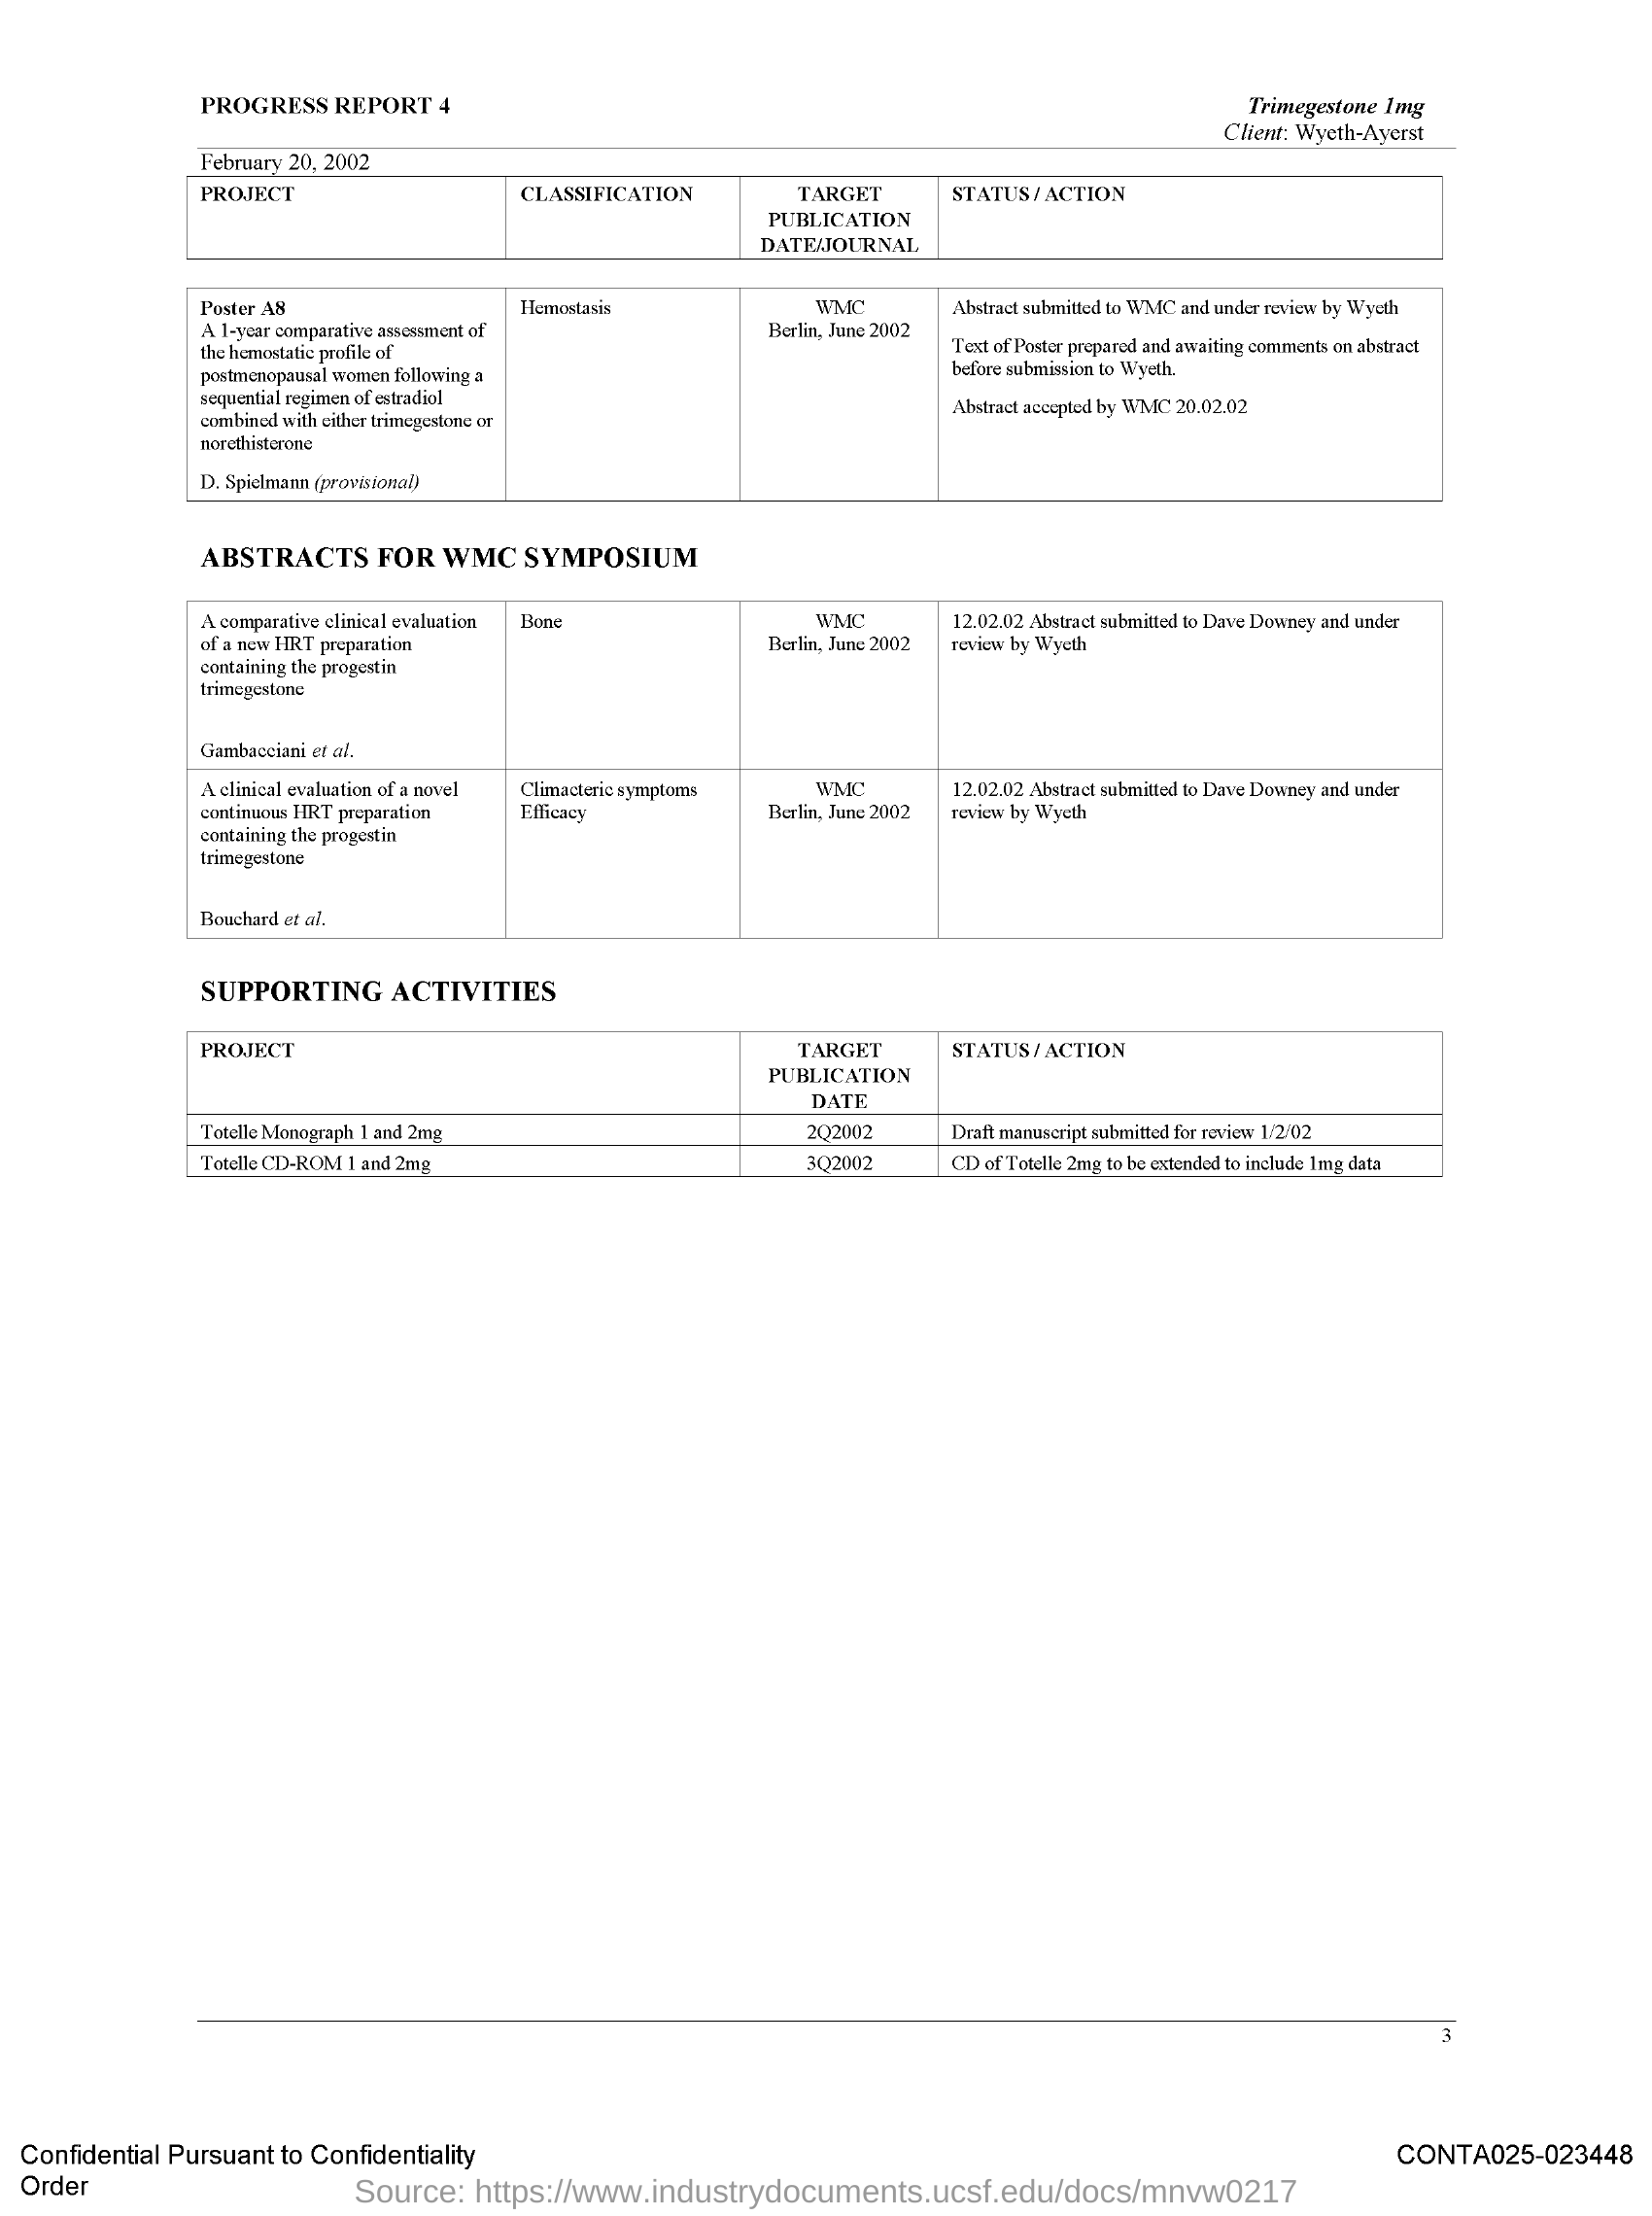 PROGRESS REPORT 4
Trimegestone 1mg
Client: Wyeth-Ayerst
February 20, 2002
PROJECT
CLASSIFICATION
TARGET
PUBLICATION
DATE/JOURNAL
STATUS / ACTION
Poster A8
A 1-year comparative assessment of
the hemostatic profile of
postmenopausal women following a
sequential regimen of estradiol
combined with either trimegestone or
norethisterone
D. Spielmann (provisional)
Hemostasis
WMC
Berlin, June 2002
Abstract submitted to WMC and under review by Wyeth
Text of Poster prepared and awaiting comments on abstract
before submission to Wyeth.
Abstract accepted by WMC 20.02.02
ABSTRACTS FOR WMC SYMPOSIUM
A comparative clinical evaluation
of a new HRT preparation
containing the progestin
trimegestone
Gambacciani et al.
Bone
WMC
Berlin, June 2002
12.02.02 Abstract submitted to Dave Downey and under
review by Wyeth
A clinical evaluation of a novel
continuous HRT preparation
containing the progestin
trimegestone
Bouchard et al.
Climacteric symptoms
Efficacy
WMC
Berlin, June 2002
12.02.02 Abstract submitted to Dave Downey and under
review by Wyeth
SUPPORTING ACTIVITIES
PROJECT
TARGET
PUBLICATION
DATE
STATUS / ACTION
Totelle Monograph 1 and 2mg
2Q2002
Draft manuscript submitted for review 1/2/02
Totelle CD-ROM 1 and 2mg
3Q2002
CD of Totelle 2mg to be extended to include 1mg data
3
Confidential Pursuant to Confidentiality
Order
CONTA025-023448
Source: https://www.industrydocuments.ucsf.edu/docs/mnvw0217